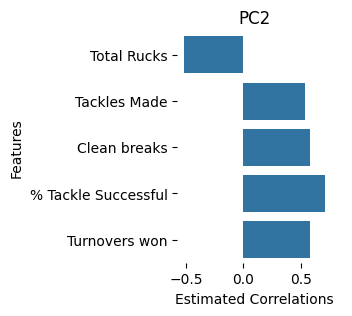 PC2
Total Rucks
Tackles Made
Clean breaks
% Tackle Successful
Turnovers won
Features
−0.5 0.0 0.5
Estimated Correlations